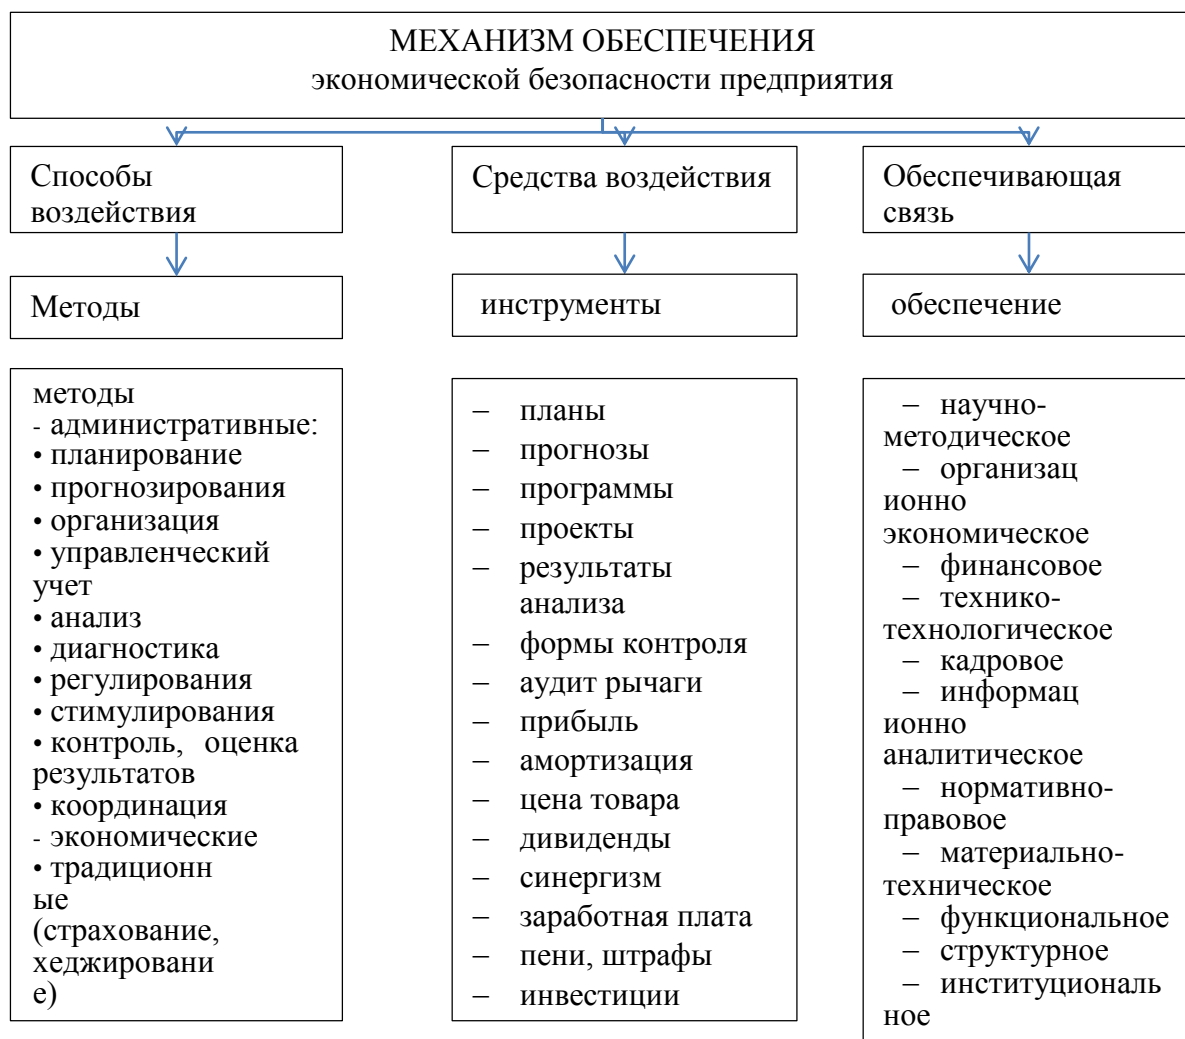 МЕХАНИЗМ ОБЕСПЕЧЕНИЯ
экономической безопасности предприятия
Способы
воздействия
Средства воздействия
Обеспечивающая
связь
Методы
инструменты
обеспечение
методы
- административные:
• планирование
• прогнозирования
• организация
• управленческий
учет
• анализ
• диагностика
• регулирования
• стимулирования
• контроль, оценка
результатов
• координация
- экономические
• традиционн
ые
(страхование,
хеджировани
е)
– планы
– прогнозы
– программы
– проекты
– результаты
анализа
– формы контроля
– аудит рычаги
– прибыль
– амортизация
– цена товара
– дивиденды
– синергизм
– заработная плата
– пени, штрафы
– инвестиции
– научно-
методическое
– организац
ионно
экономическое
– финансовое
– технико-
технологическое
– кадровое
– информац
ионно
аналитическое
– нормативно-
правовое
– материально-
техническое
– функциональное
– структурное
– институциональ
ное